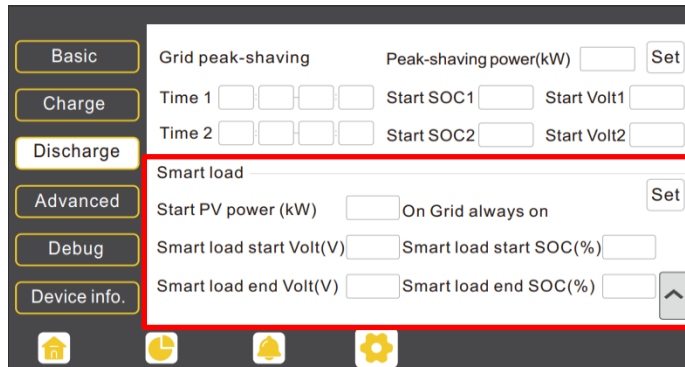 Basic
Charge
Discharge
Advanced
Debug
Device info.
Grid peak-shaving Peak-shaving power(kW) Set
Time 1 : - : Start SOC1 Start Volt1
Time 2 : - : Start SOC2 Start Volt2
Smart load
Set
Start PV power (kW) On Grid always on
Smart load start Volt(V) Smart load start SOC(%)
Smart load end Volt(V) Smart load end SOC(%)